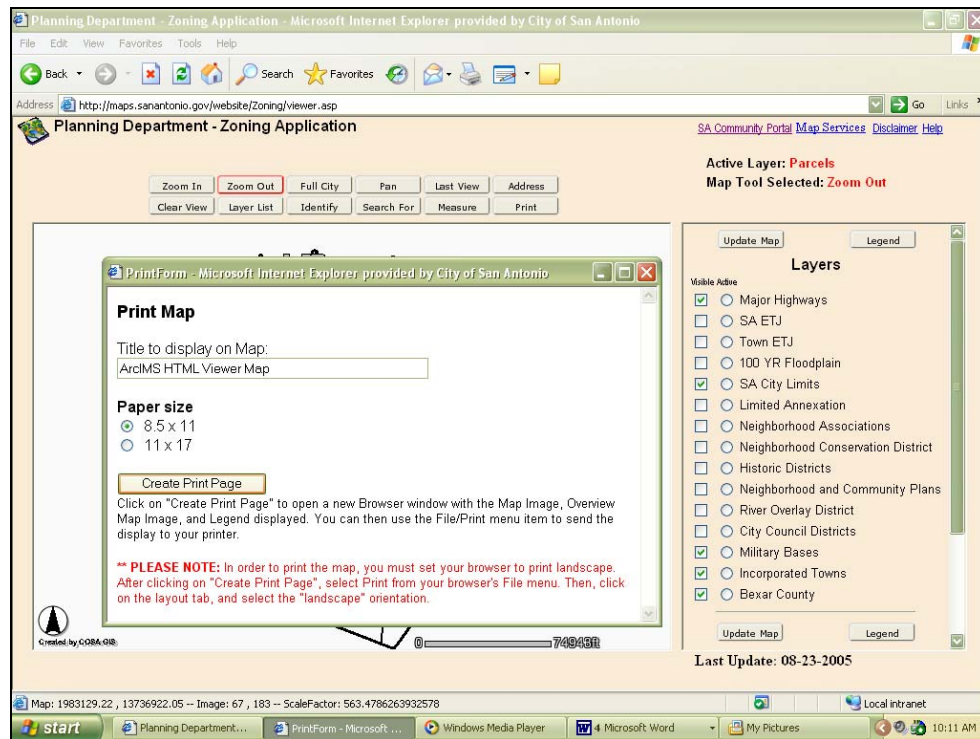 Planning Department - Zoning Application - Microsoft Internet Explorer provided by City of San Antonio
File Edit View Favorites Tools Help
Back Search Favorites
Address http://maps.sanantonio.gov/website/Zoning/viewer.asp Go Links
Planning Department - Zoning Application
SA Community Portal Map Services Disclaimer Help
Active Layer: Parcels
Map Tool Selected: Zoom Out
Zoom In Zoom Out Full City Pan Last View Address
Clear View Layer List Identify Search For Measure Print
PrintForm - Microsoft Internet Explorer provided by City of San Antonio
Print Map
Title to display on Map:
ArcIMS HTML Viewer Map
Paper size
8.5 x 11
11 x 17
Create Print Page
Click on "Create Print Page" to open a new Browser window with the Map Image, Overview
Map Image, and Legend displayed. You can then use the File/Print menu item to send the
display to your printer.
** PLEASE NOTE: In order to print the map, you must set your browser to print landscape.
After clicking on "Create Print Page", select Print from your browser's File menu. Then, click
on the layout tab, and select the "landscape" orientation.
Created by COSA GIS
0 74943ft
Update Map Legend
Layers
Visible Active
Major Highways
SA ETJ
Town ETJ
100 YR Floodplain
SA City Limits
Limited Annexation
Neighborhood Associations
Neighborhood Conservation District
Historic Districts
Neighborhood and Community Plans
River Overlay District
City Council Districts
Military Bases
Incorporated Towns
Bexar County
Update Map Legend
Last Update: 08-23-2005
Map: 1983129.22 , 13736922.05 -- Image: 67 , 183 -- ScaleFactor: 563.4786263932578
Local intranet
start Planning Department... PrintForm - Microsoft ... Windows Media Player 4 Microsoft Word My Pictures 10:11 AM